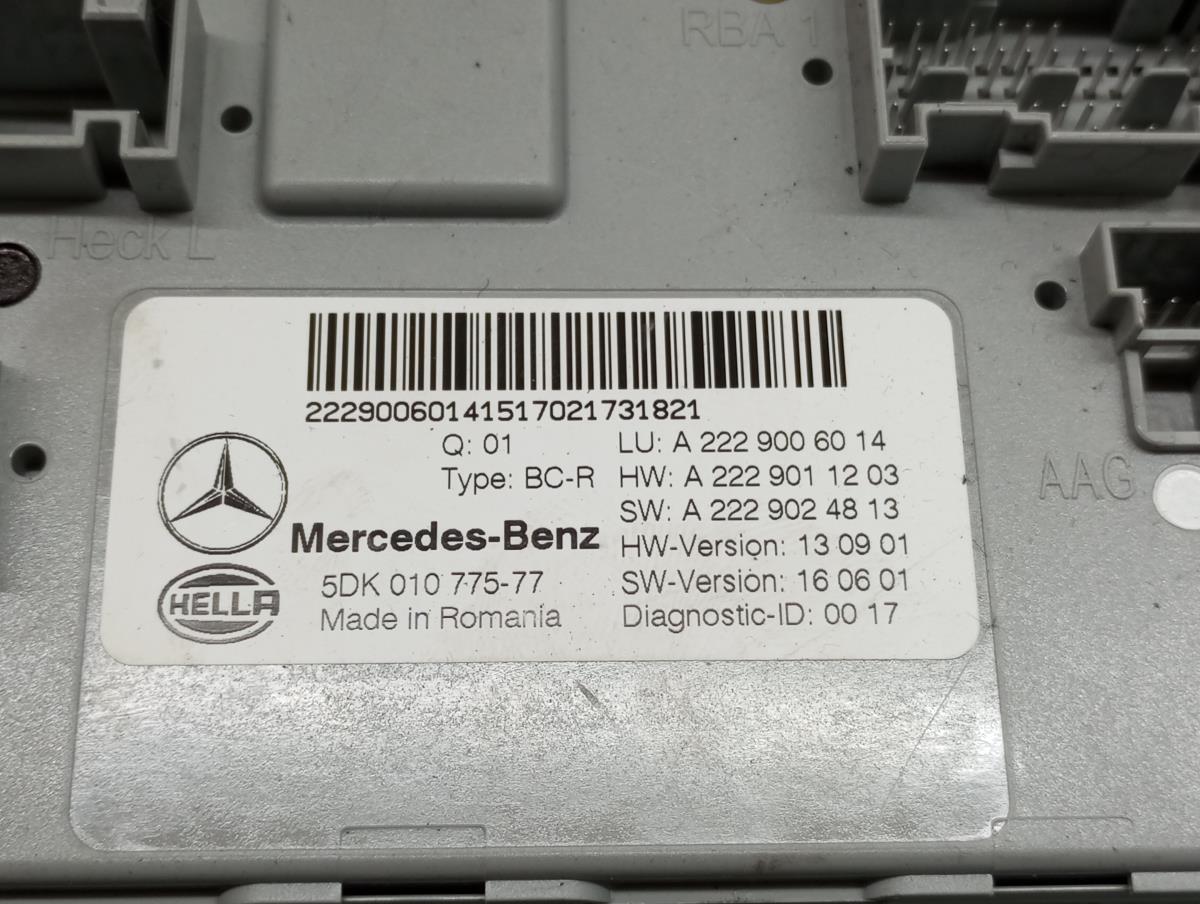 RBA 1
Heck L
2229006014151702173​1821
Q: 01
LU: A 222 900 60 14
Type: BC-R
HW: A 222 901 12 03
SW: A 222 902 48 13
Mercedes-Benz
HW-Version: 13 09 01
AAG
HELLA
5DK 010 775-77
SW-Version: 16 06 01
Made in Romania
Diagnostic-ID: 00 17